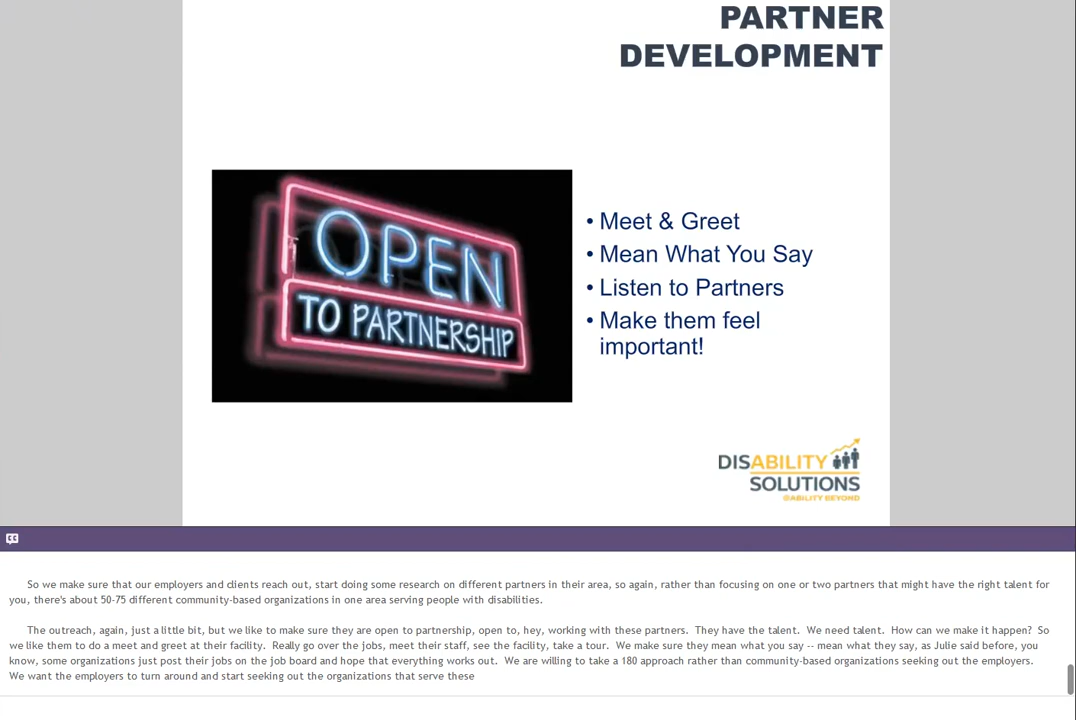 PARTNER
DEVELOPMENT
OPEN
TO PARTNERSHIP
• Meet & Greet
• Mean What You Say
• Listen to Partners
• Make them feel
important!
DISABILITY
SOLUTIONS
@ABILITY BEYOND
CC
So we make sure that our employers and clients reach out, start doing some research on different partners in their area, so again, rather than focusing on one or two partners that might have the right talent for
you, there's about 50-75 different community-based organizations in one area serving people with disabilities.
The outreach, again, just a little bit, but we like to make sure they are open to partnership, open to, hey, working with these partners.  They have the talent.  We need talent.  How can we make it happen?  So
we like them to do a meet and greet at their facility.  Really go over the jobs, meet their staff, see the facility, take a tour.  We make sure they mean what you say -- mean what they say, as Julie said before, you
know, some organizations just post their jobs on the job board and hope that everything works out.  We are willing to take a 180 approach rather than community-based organizations seeking out the employers.
We want the employers to turn around and start seeking out the organizations that serve these